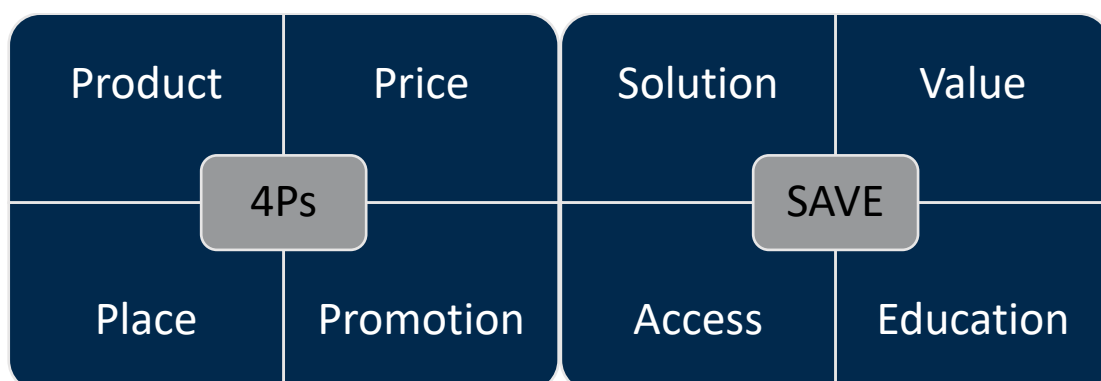 Product
Price
4Ps
Place
Promotion
Solution
Value
SAVE
Access
Education